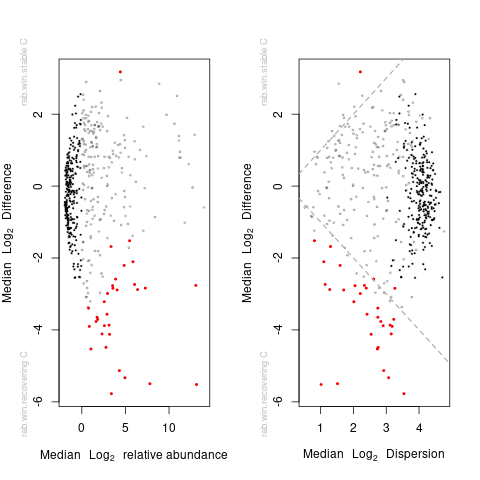 rab.win.stable C
rab.win.recovering C
Median Log2 Difference
2
0
-2
-4
-6
0
5
10
Median Log2 relative abundance
rab.win.stable C
rab.win.recovering C
Median Log2 Difference
2
0
-2
-4
-6
1
2
3
4
Median Log2 Dispersion